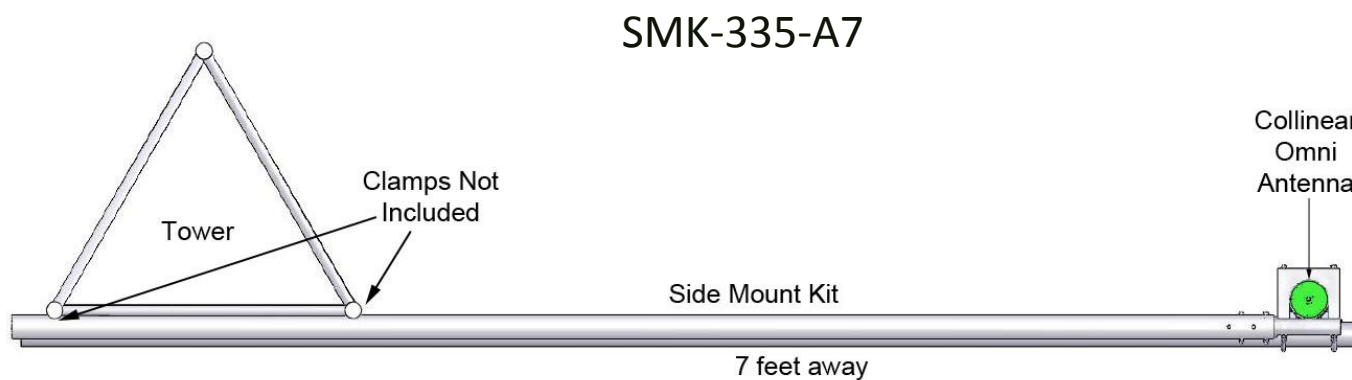 SMK-335-A7
Collinear
Omni
Antenna
Clamps Not
Included
Tower
Side Mount Kit
7 feet away